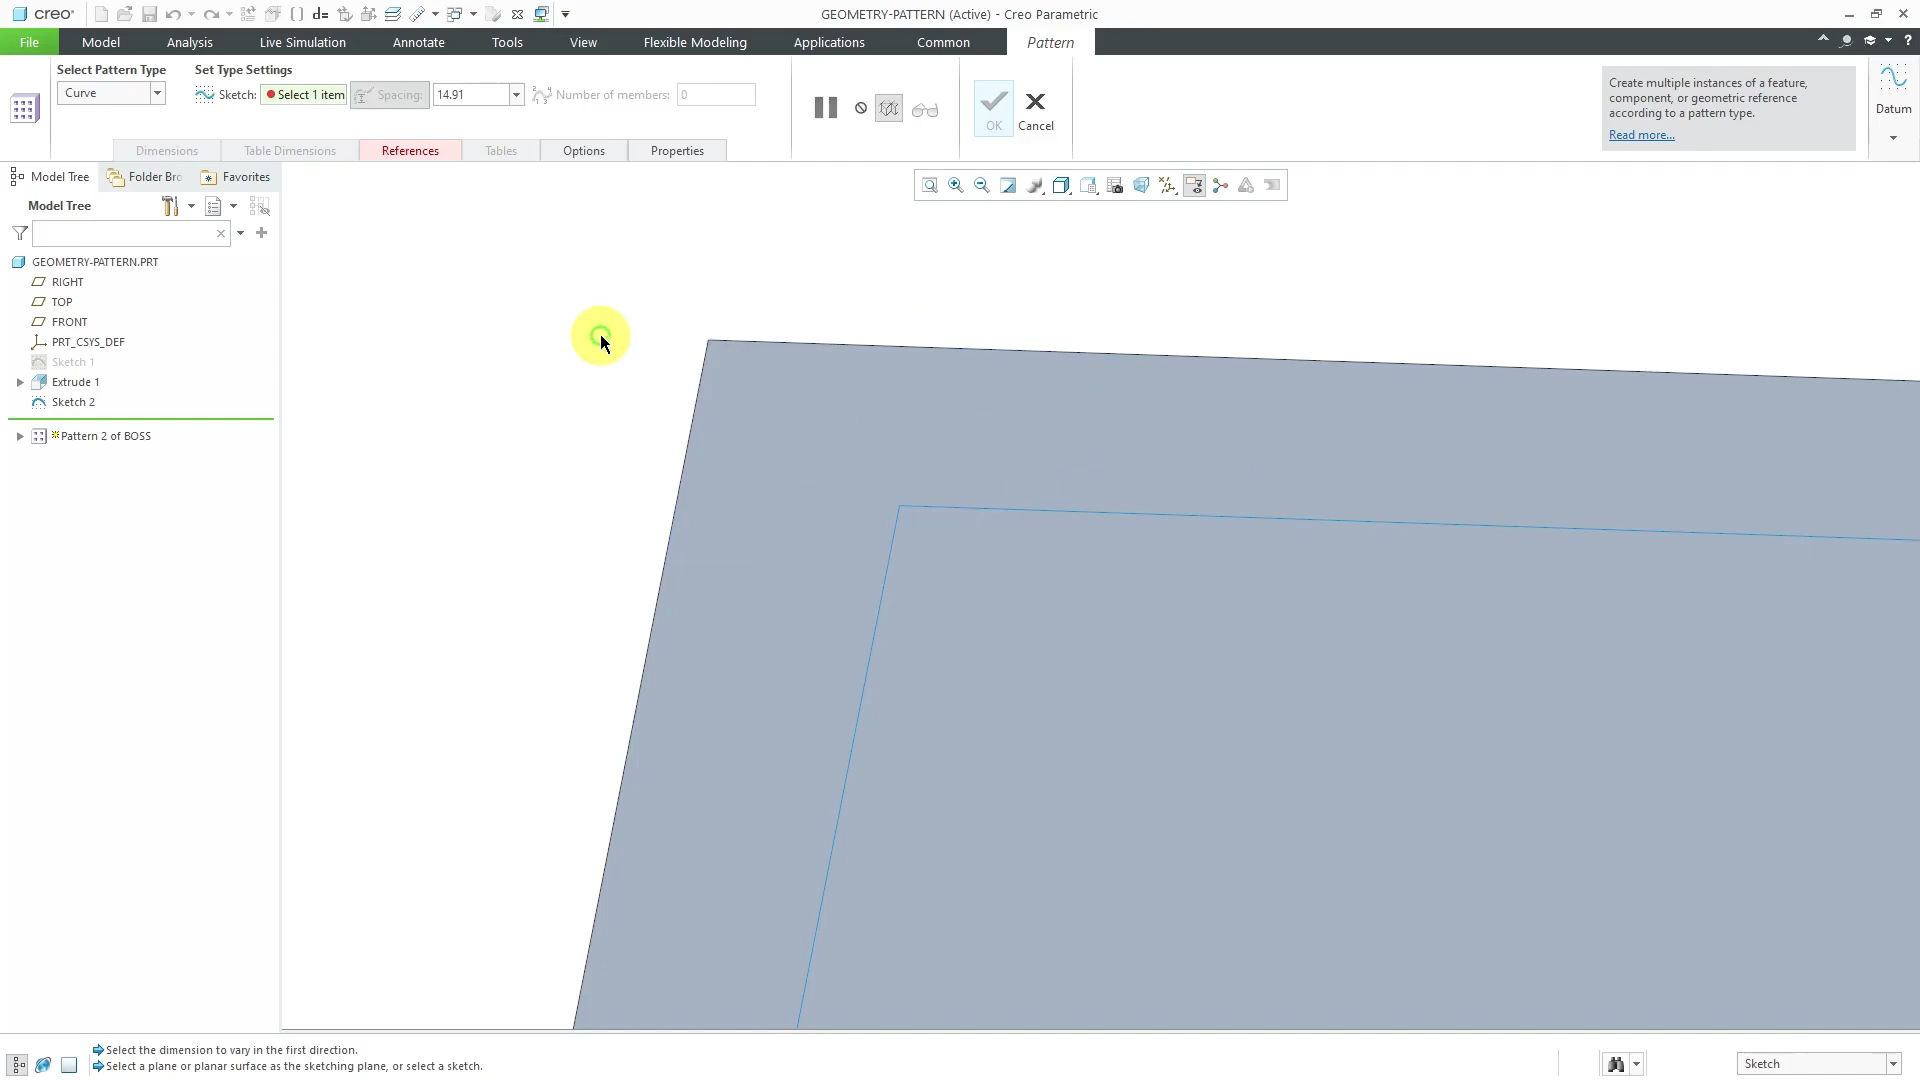 creo
GEOMETRY-PATTERN (Active) - Creo Parametric
File
Model
Analysis
Live Simulation
Annotate
Tools
View
Flexible Modeling
Applications
Common
Pattern
Select Pattern Type
Curve
Set Type Settings
Sketch:
Select 1 item
Spacing:
14.91
Number of members:
0
OK
Cancel
Create multiple instances of a feature,
component, or geometric reference
according to a pattern type.
Read more...
Datum
Dimensions
Table Dimensions
References
Tables
Options
Properties
Model Tree
Folder Bro
Favorites
Model Tree
GEOMETRY-PATTERN.PRT
RIGHT
TOP
FRONT
PRT_CSYS_DEF
Sketch 1
Extrude 1
Sketch 2
Pattern 2 of BOSS
Select the dimension to vary in the first direction.
Select a plane or planar surface as the sketching plane, or select a sketch.
Sketch